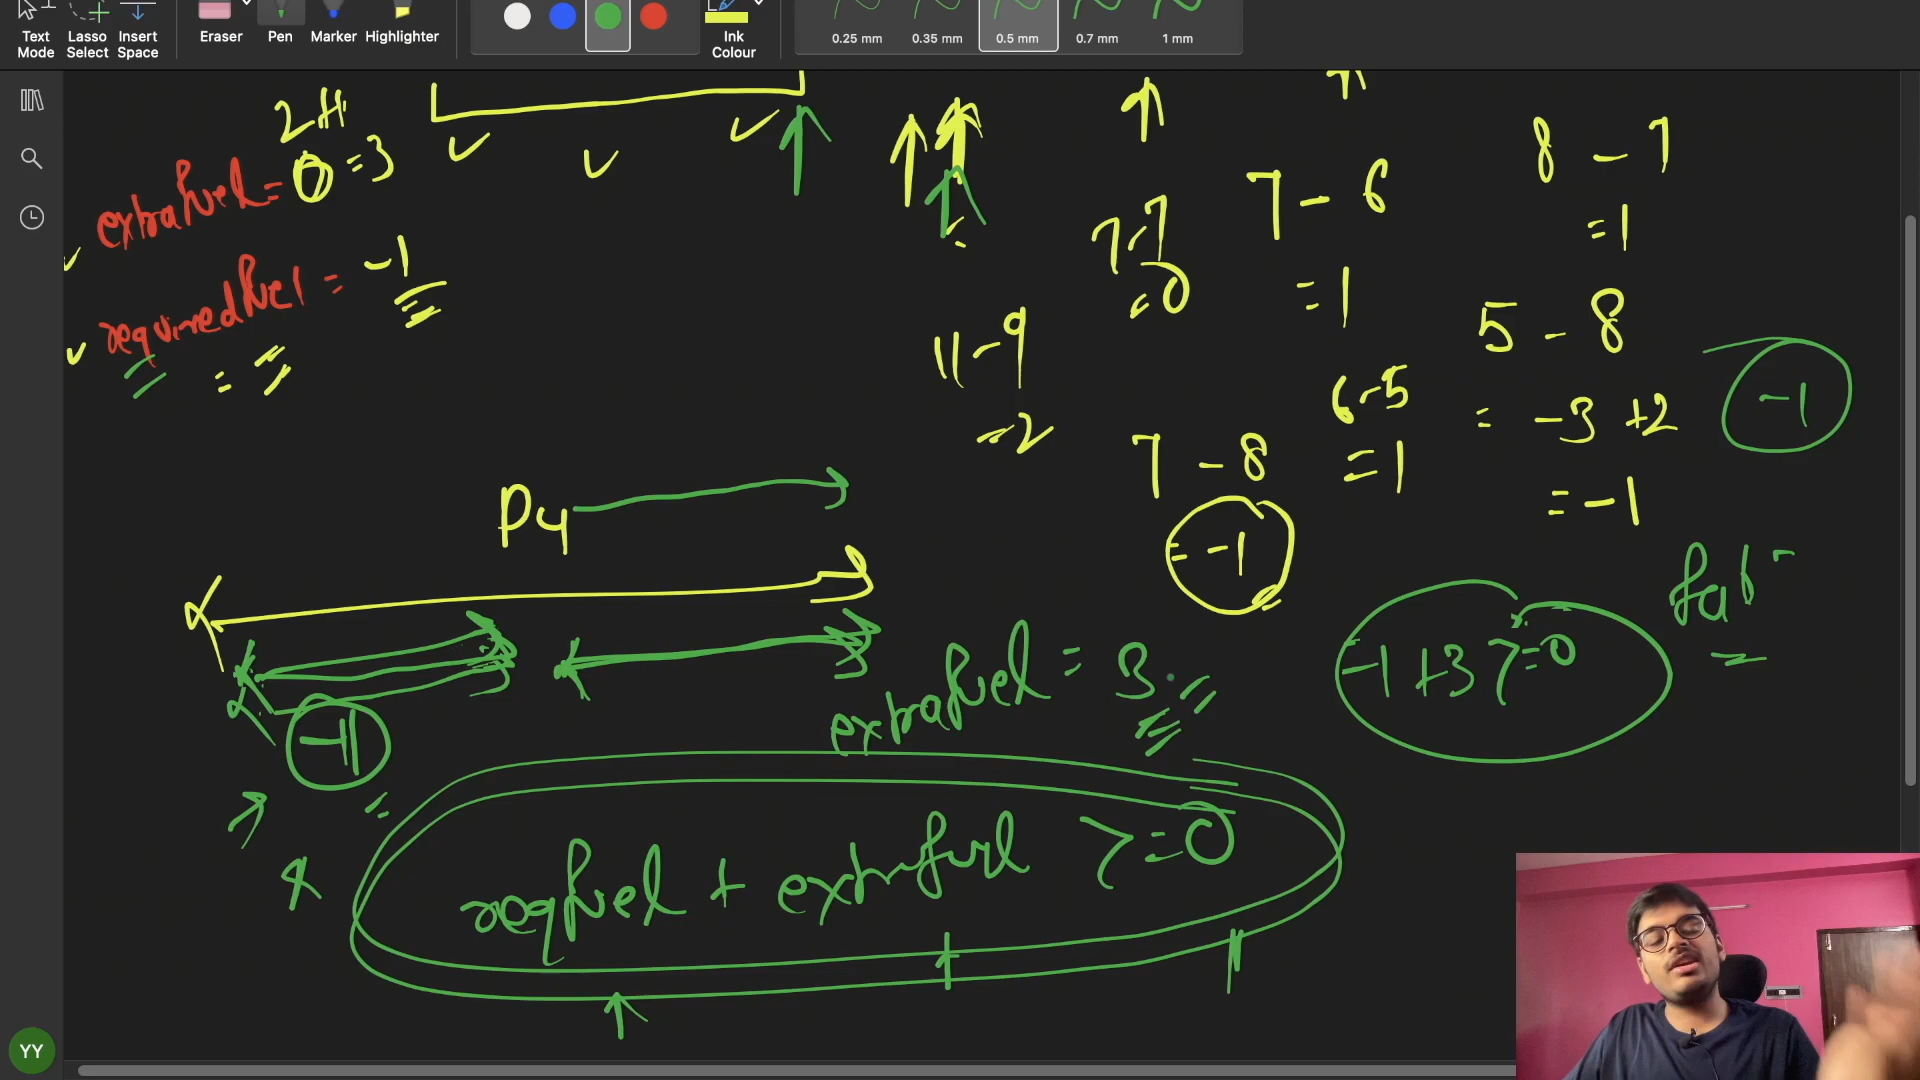 Text Mode
Lasso Select
Insert Space
Eraser
Pen
Marker
Highlighter
Ink Colour
0.25 mm
0.35 mm
0.5 mm
0.7 mm
1 mm
extrafuel = 0 = 3
requiredfuel = -1
7-7
= 0
7 - 6
= 1
8 - 7
= 1
11 - 9
= 2
6 - 5
= 1
5 - 8
= -3 +2
= -1
-1
7 - 8
= -1
P4
-1
extrafuel = 3
-1 + 3 >= 0
reqfuel + extrafuel >= 0
YY